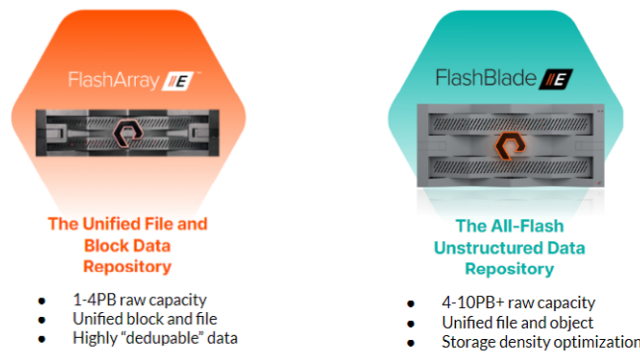 FlashArray //E™
The Unified File and
Block Data
Repository
● 1-4PB raw capacity
● Unified block and file
● Highly “dedupable” data
FlashBlade //E
The All-Flash
Unstructured Data
Repository
● 4-10PB+ raw capacity
● Unified file and object
● Storage density optimization